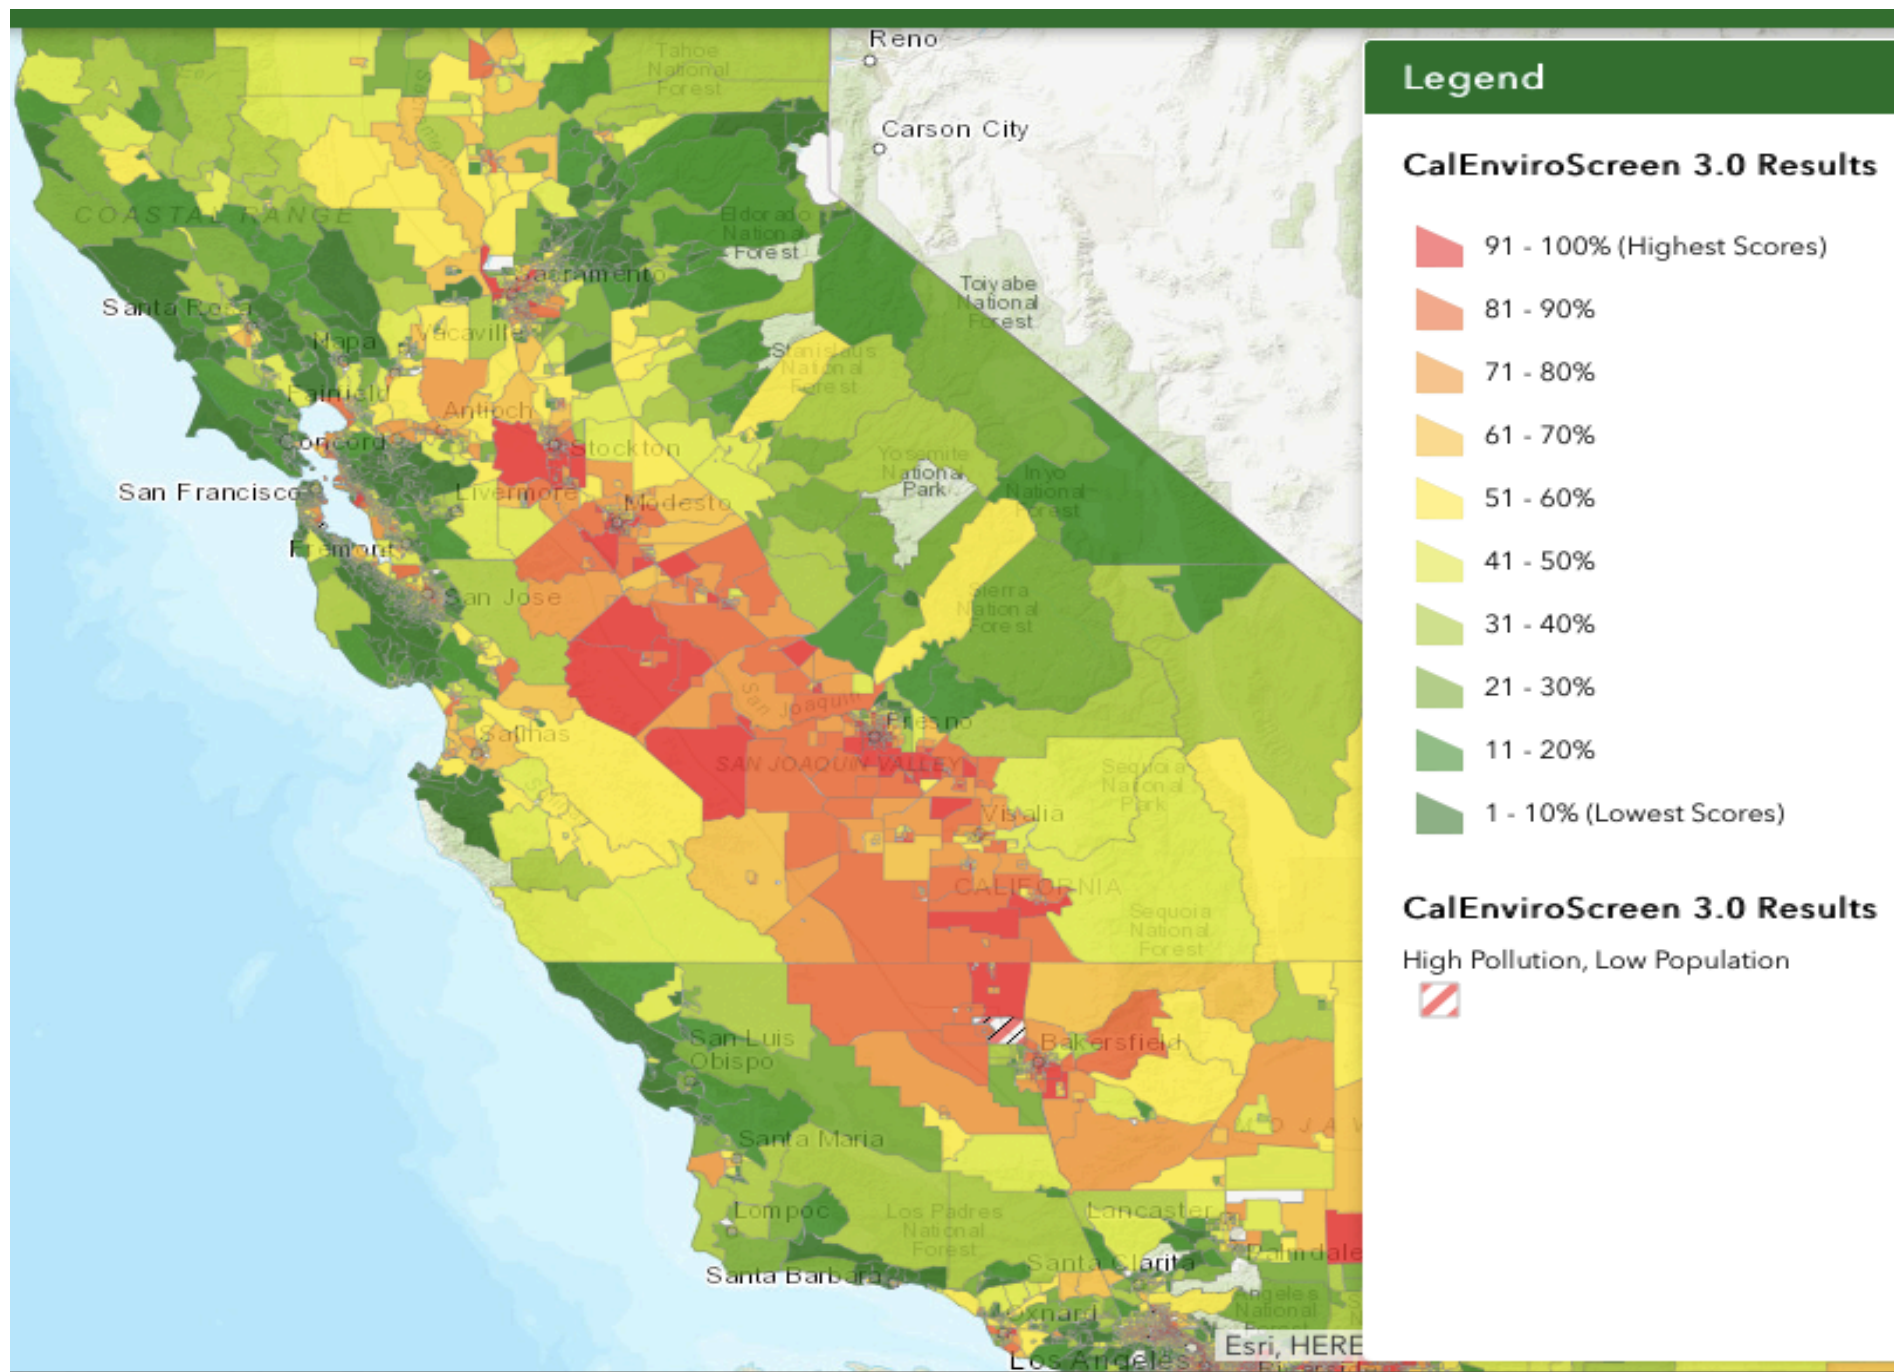 Reno
Tahoe
National
Forest
Legend
Carson City
CalEnviroScreen 3.0 Results
COASTAL RANGE
Eldorado
National
Forest
91 - 100% (Highest Scores)
Sacramento
Toiyabe
National
Forest
81 - 90%
Santa Rosa
Napa
Vacaville
Stanislaus
National
Forest
71 - 80%
Fairfield
Antioch
61 - 70%
Concord
Stockton
Yosemite
National
Park
Inyo
National
Forest
51 - 60%
San Francisco
Livermore
Modesto
Fremont
41 - 50%
San Jose
Sierra
National
Forest
31 - 40%
San Joaquin
21 - 30%
Fresno
Salinas
SAN JOAQUIN VALLEY
11 - 20%
Sequoia
National
Park
Visalia
1 - 10% (Lowest Scores)
CALIFORNIA
Sequoia
National
Forest
CalEnviroScreen 3.0 Results
High Pollution, Low Population
San Luis
Obispo
Bakersfield
Santa Maria
Lompoc
Los Padres
National
Forest
Lancaster
Palmdale
Santa Clarita
Santa Barbara
Angeles
National
Forest
Oxnard
Esri, HERE
Los Angeles